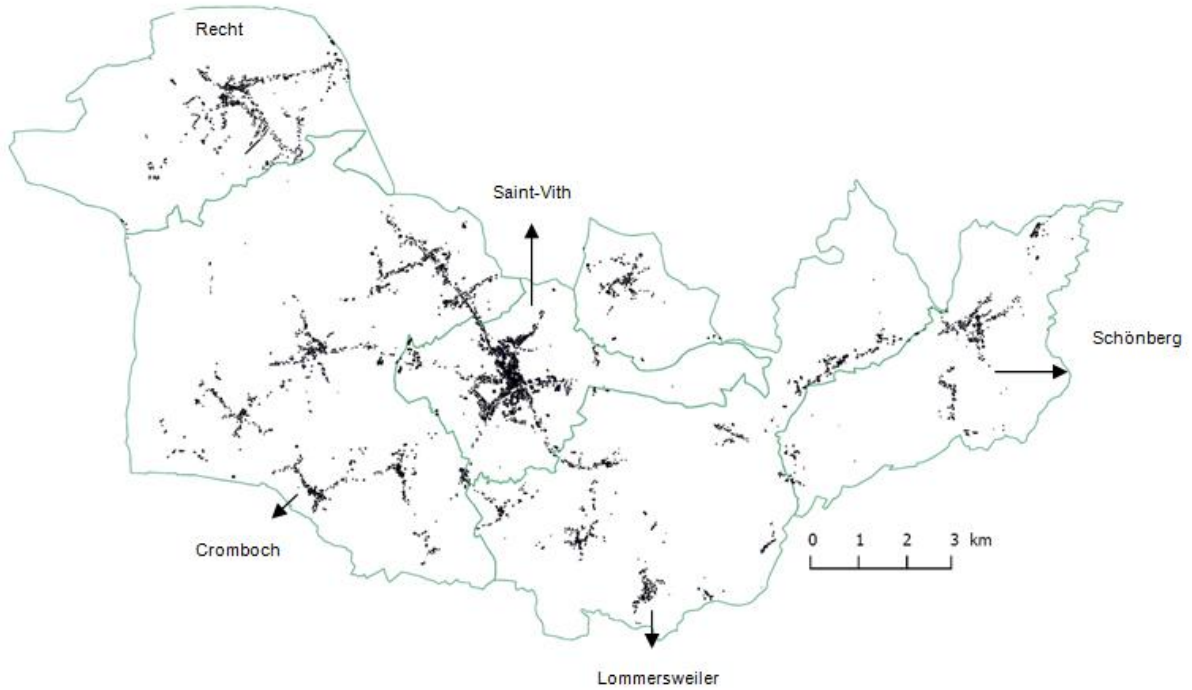 Recht
Saint-Vith
Schönberg
0 1 2 3 km
Cromboch
Lommersweiler